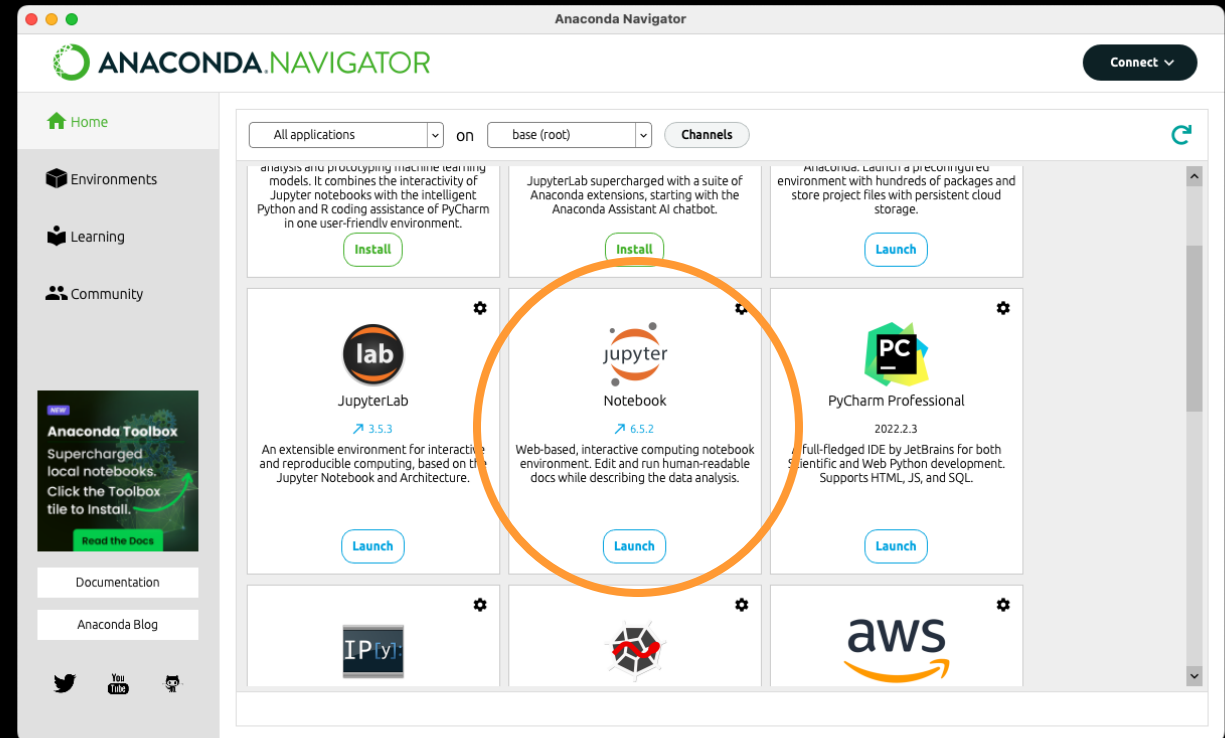 Anaconda Navigator
ANACONDA.NAVIGATOR
Connect
Home
Environments
Learning
Community
NEW
Anaconda Toolbox
Supercharged
local notebooks.
Click the Toolbox
tile to Install.
Read the Docs
Documentation
Anaconda Blog
You
Tube
All applications
on
base (root)
Channels
analysis and prototyping machine learning
models. It combines the interactivity of
Jupyter notebooks with the intelligent
Python and R coding assistance of PyCharm
in one user-friendly environment.
Install
JupyterLab supercharged with a suite of
Anaconda extensions, starting with the
Anaconda Assistant AI chatbot.
Install
Anaconda. Launch a preconfigured
environment with hundreds of packages and
store project files with persistent cloud
storage.
Launch
lab
JupyterLab
3.5.3
An extensible environment for interactive
and reproducible computing, based on the
Jupyter Notebook and Architecture.
Launch
jupyter
Notebook
6.5.2
Web-based, interactive computing notebook
environment. Edit and run human-readable
docs while describing the data analysis.
Launch
PC
PyCharm Professional
2022.2.3
A full-fledged IDE by JetBrains for both
Scientific and Web Python development.
Supports HTML, JS, and SQL.
Launch
IP[y]:
aws